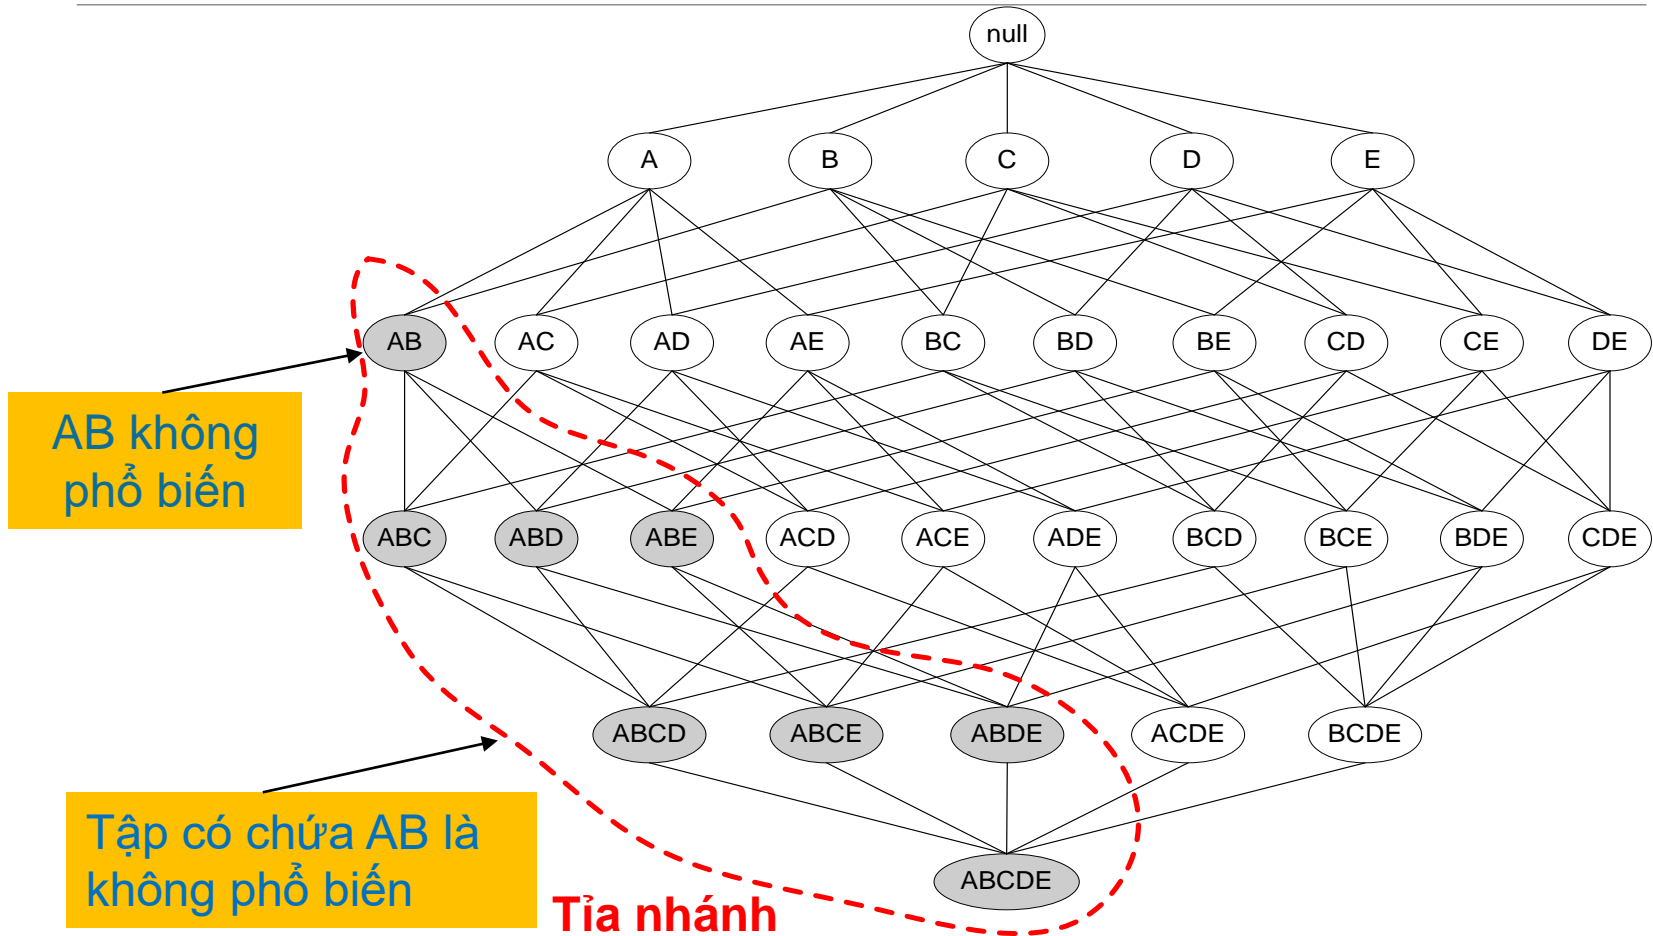 null
A B C D E
AB AC AD AE BC BD BE CD CE DE
AB không
phổ biến
ABC ABD ABE ACD ACE ADE BCD BCE BDE CDE
ABCD ABCE ABDE ACDE BCDE
Tập có chứa AB là
không phổ biến
ABCDE
Tỉa nhánh